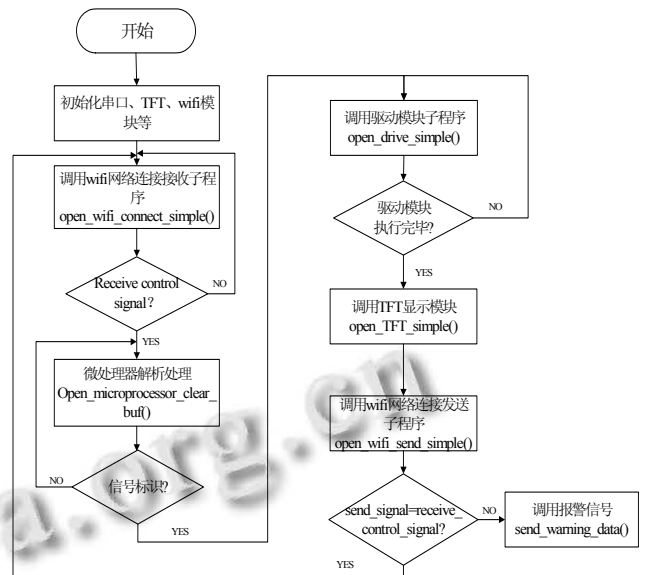 开始
初始化串口、TFT、wifi模
块等
调用wifi网络连接接收子程
序
open_wifi_connect_simple()
Receive control
signal?
NO
YES
微处理器解析处理
Open_microprocessor_clear_
buf()
信号标识?
NO
YES
调用驱动模块子程序
open_drive_simple()
驱动模块
执行完毕?
NO
YES
调用TFT显示模块
open_TFT_simple()
调用wifi网络连接发送
子程序
open_wifi_send_simple()
send_signal=receive_
control_signal?
NO
YES
调用报警信号
send_warning_data()
a.org.cn